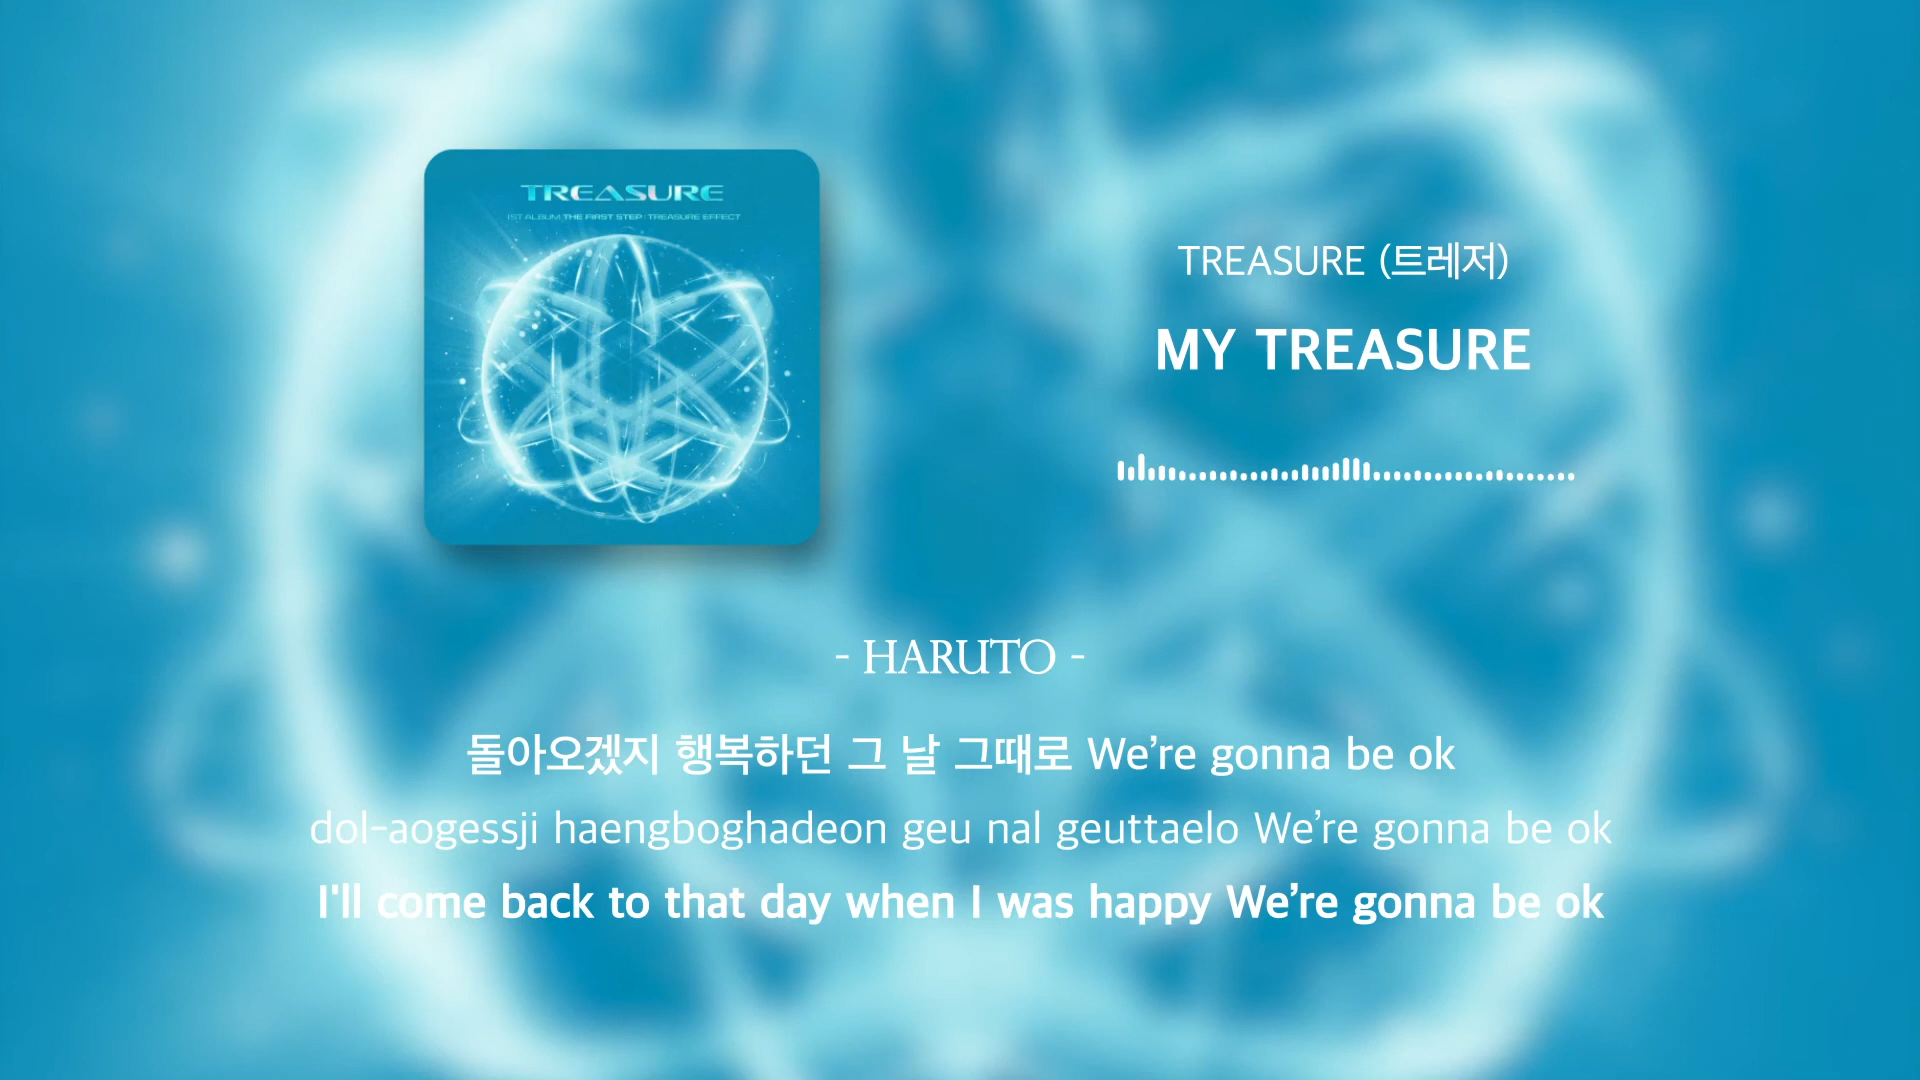 TREASURE
1ST ALBUM THE FIRST STEP : TREASURE EFFECT
TREASURE (트레저)
MY TREASURE
- HARUTO -
돌아오겠지 행복하던 그 날 그때로 We’re gonna be ok
dol-aogessji haengboghadeon geu nal geuttaelo We’re gonna be ok
I'll come back to that day when I was happy We’re gonna be ok